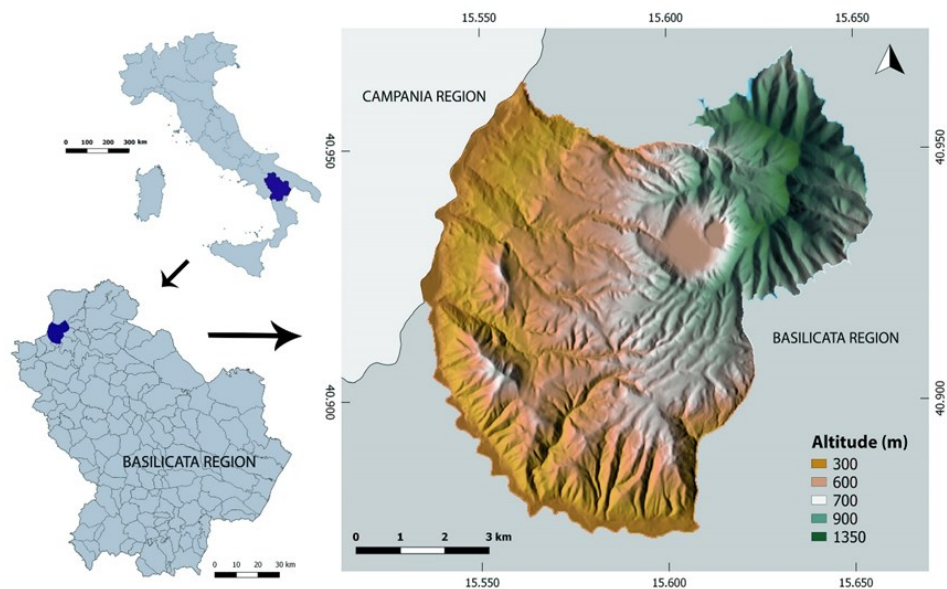 15.550
15.600
15.650
CAMPANIA REGION
0 100 200 300 km
40.950
40.950
BASILICATA REGION
BASILICATA REGION
40.900
40.900
Altitude (m)
300
600
700
900
1350
0 1 2 3 km
0 10 20 30 km
15.550
15.600
15.650